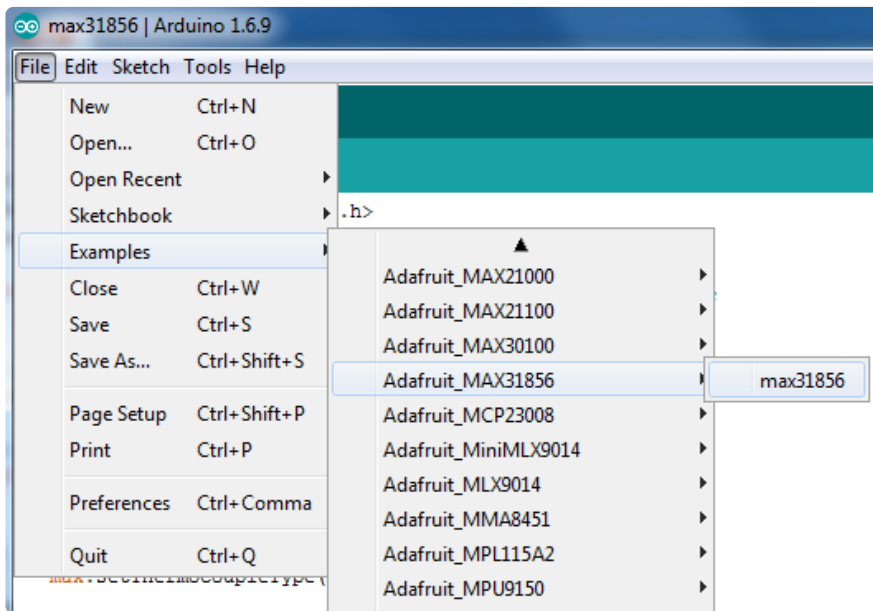 max31856 | Arduino 1.6.9
File Edit Sketch Tools Help
New Ctrl+N
Open... Ctrl+O
Open Recent
Sketchbook
.h>
Examples
Close Ctrl+W
Save Ctrl+S
Save As... Ctrl+Shift+S
Page Setup Ctrl+Shift+P
Print Ctrl+P
Preferences Ctrl+Comma
Quit Ctrl+Q
Adafruit_MAX21000
Adafruit_MAX21100
Adafruit_MAX30100
Adafruit_MAX31856
Adafruit_MCP23008
Adafruit_MiniMLX9014
Adafruit_MLX9014
Adafruit_MMA8451
Adafruit_MPL115A2
Adafruit_MPU9150
max31856
max.setThermocoupleType(